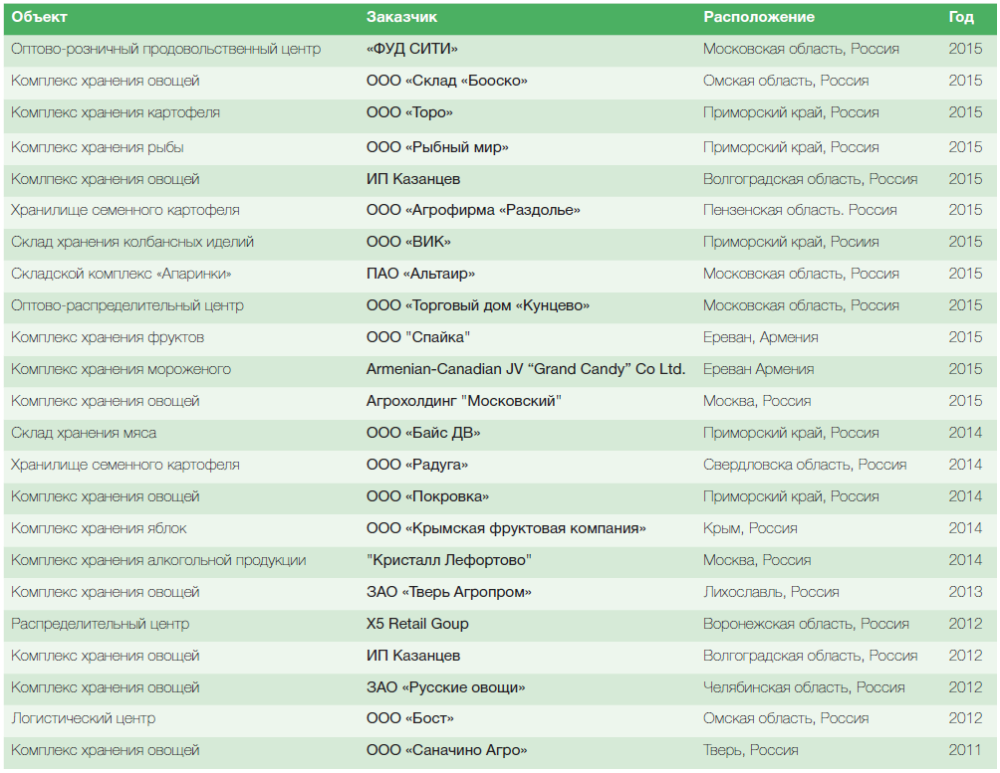 Объект Заказчик Расположение Год
Оптово-розничный продовольственный центр «ФУД СИТИ» Московская область, Россия 2015
Комплекс хранения овощей ООО «Склад «Бооско» Омская область, Россия 2015
Комплекс хранения картофеля ООО «Торо» Приморский край, Россия 2015
Комплекс хранения рыбы ООО «Рыбный мир» Приморский край, Россия 2015
Комлпекс хранения овощей ИП Казанцев Волгоградская область, Россия 2015
Хранилище семенного картофеля ООО «Агрофирма «Раздолье» Пензенская область. Россия 2015
Склад хранения колбансных иделий ООО «ВИК» Приморский край, Росиия 2015
Складской комплекс «Апаринки» ПАО «Альтаир» Московская область, Россия 2015
Оптово-распределительный центр ООО «Торговый дом «Кунцево» Московская область, Россия 2015
Комплекс хранения фруктов ООО "Спайка" Ереван, Армения 2015
Комплекс хранения мороженого Armenian-Canadian JV “Grand Candy” Co Ltd. Ереван Армения 2015
Комплекс хранения овощей Агрохолдинг "Московский" Москва, Россия 2015
Склад хранения мяса ООО «Байс ДВ» Приморский край, Россия 2014
Хранилище семенного картофеля ООО «Радуга» Свердловска область, Россия 2014
Комплекс хранения овощей ООО «Покровка» Приморский край, Россия 2014
Комплекс хранения яблок ООО «Крымская фруктовая компания» Крым, Россия 2014
Комплекс хранения алкогольной продукции "Кристалл Лефортово" Москва, Россия 2014
Комплекс хранения овощей ЗАО «Тверь Агропром» Лихославль, Россия 2013
Распределительный центр X5 Retail Goup Воронежская область, Россия 2012
Комплекс хранения овощей ИП Казанцев Волгоградская область, Россия 2012
Комплекс хранения овощей ЗАО «Русские овощи» Челябинская область, Россия 2012
Логистический центр ООО «Бост» Омская область, Россия 2012
Комплекс хранения овощей ООО «Саначино Агро» Тверь, Россия 2011